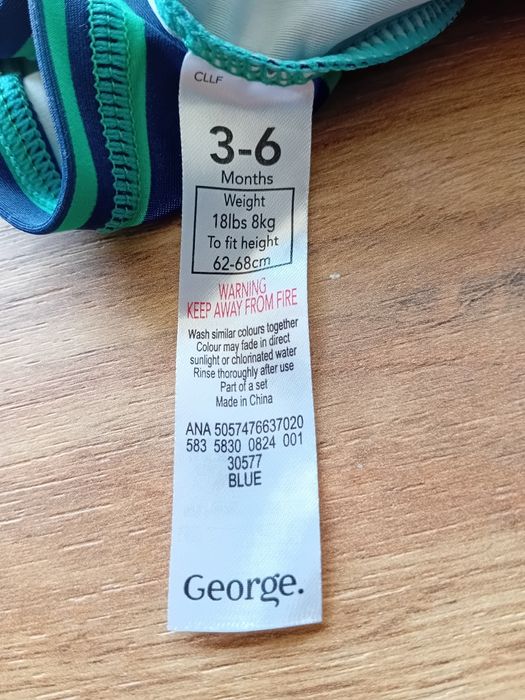 CLLF
3-6
Months
Weight
18lbs 8kg
To fit height
62-68cm
WARNING
KEEP AWAY FROM FIRE
Wash similar colours together
Colour may fade in direct
sunlight or chlorinated water
Rinse thoroughly after use
Part of a set
Made in China
ANA 5057476637020
583 5830 0824 001
30577
BLUE
George.